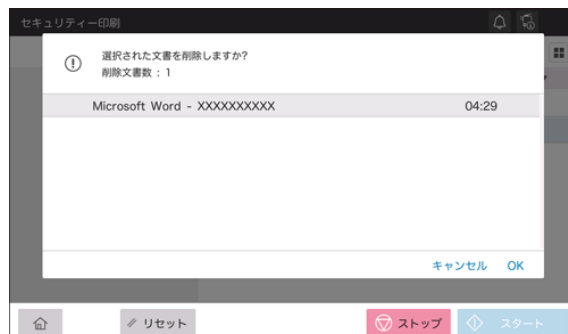 セキュリティー印刷
選択された文書を削除しますか?
削除文書数 : 1
Microsoft Word - XXXXXXXXXX 04:29
キャンセル OK
リセット ストップ スタート